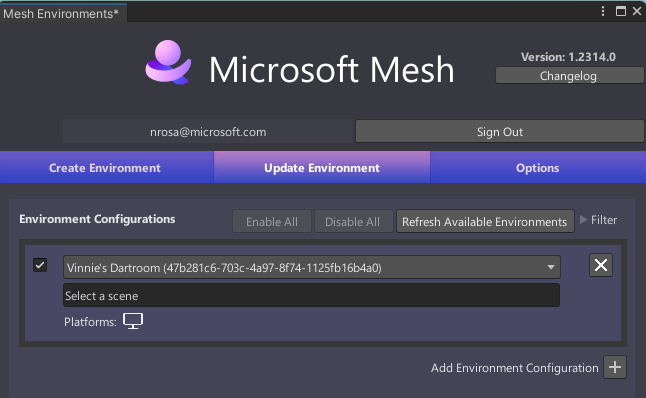 Mesh Environments*
Microsoft Mesh
Version: 1.2314.0
Changelog
nrosa@microsoft.com Sign Out
Create Environment Update Environment Options
Environment Configurations Enable All Disable All Refresh Available Environments Filter
Vinnie's Dartroom (47b281c6-703c-4a97-8f74-1125fb16b4a0)
Select a scene
Platforms:
Add Environment Configuration